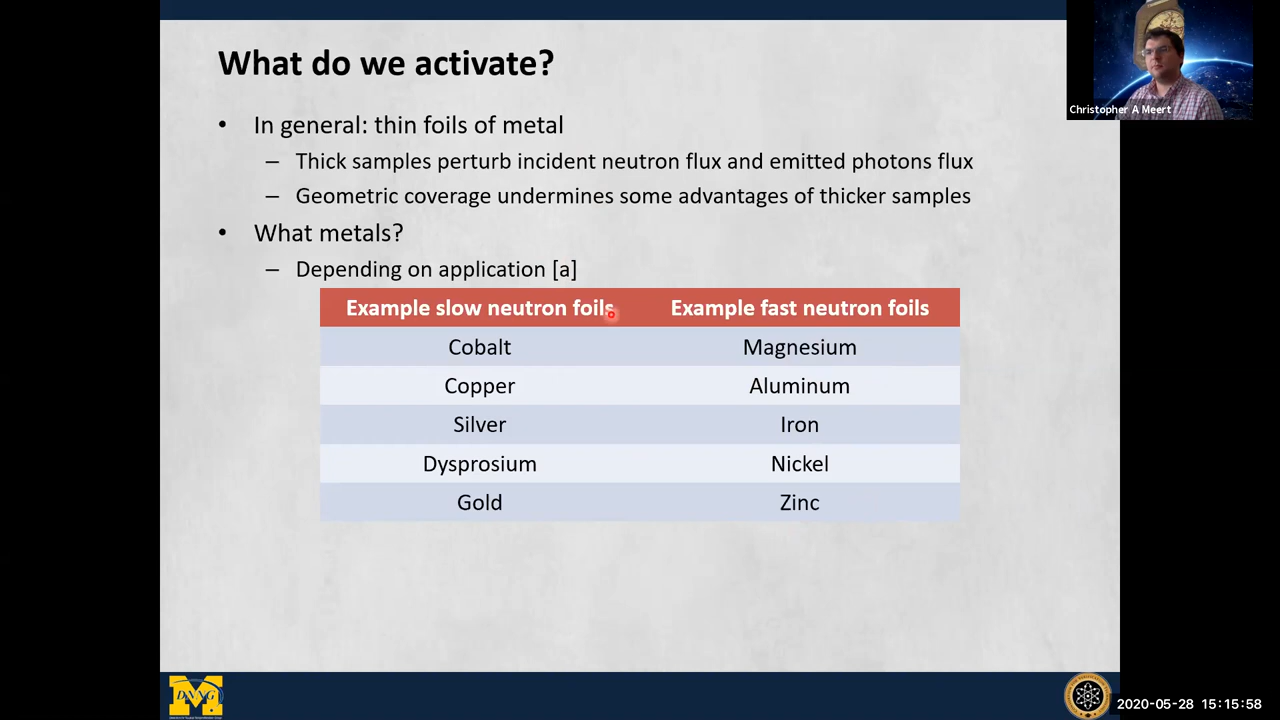 What do we activate?
Christopher A Meert
• In general: thin foils of metal
– Thick samples perturb incident neutron flux and emitted photons flux
– Geometric coverage undermines some advantages of thicker samples
• What metals?
– Depending on application [a]
Example slow neutron foils Example fast neutron foils
Cobalt Magnesium
Copper Aluminum
Silver Iron
Dysprosium Nickel
Gold Zinc
M
DNNG
2020-05-28 15:15:58